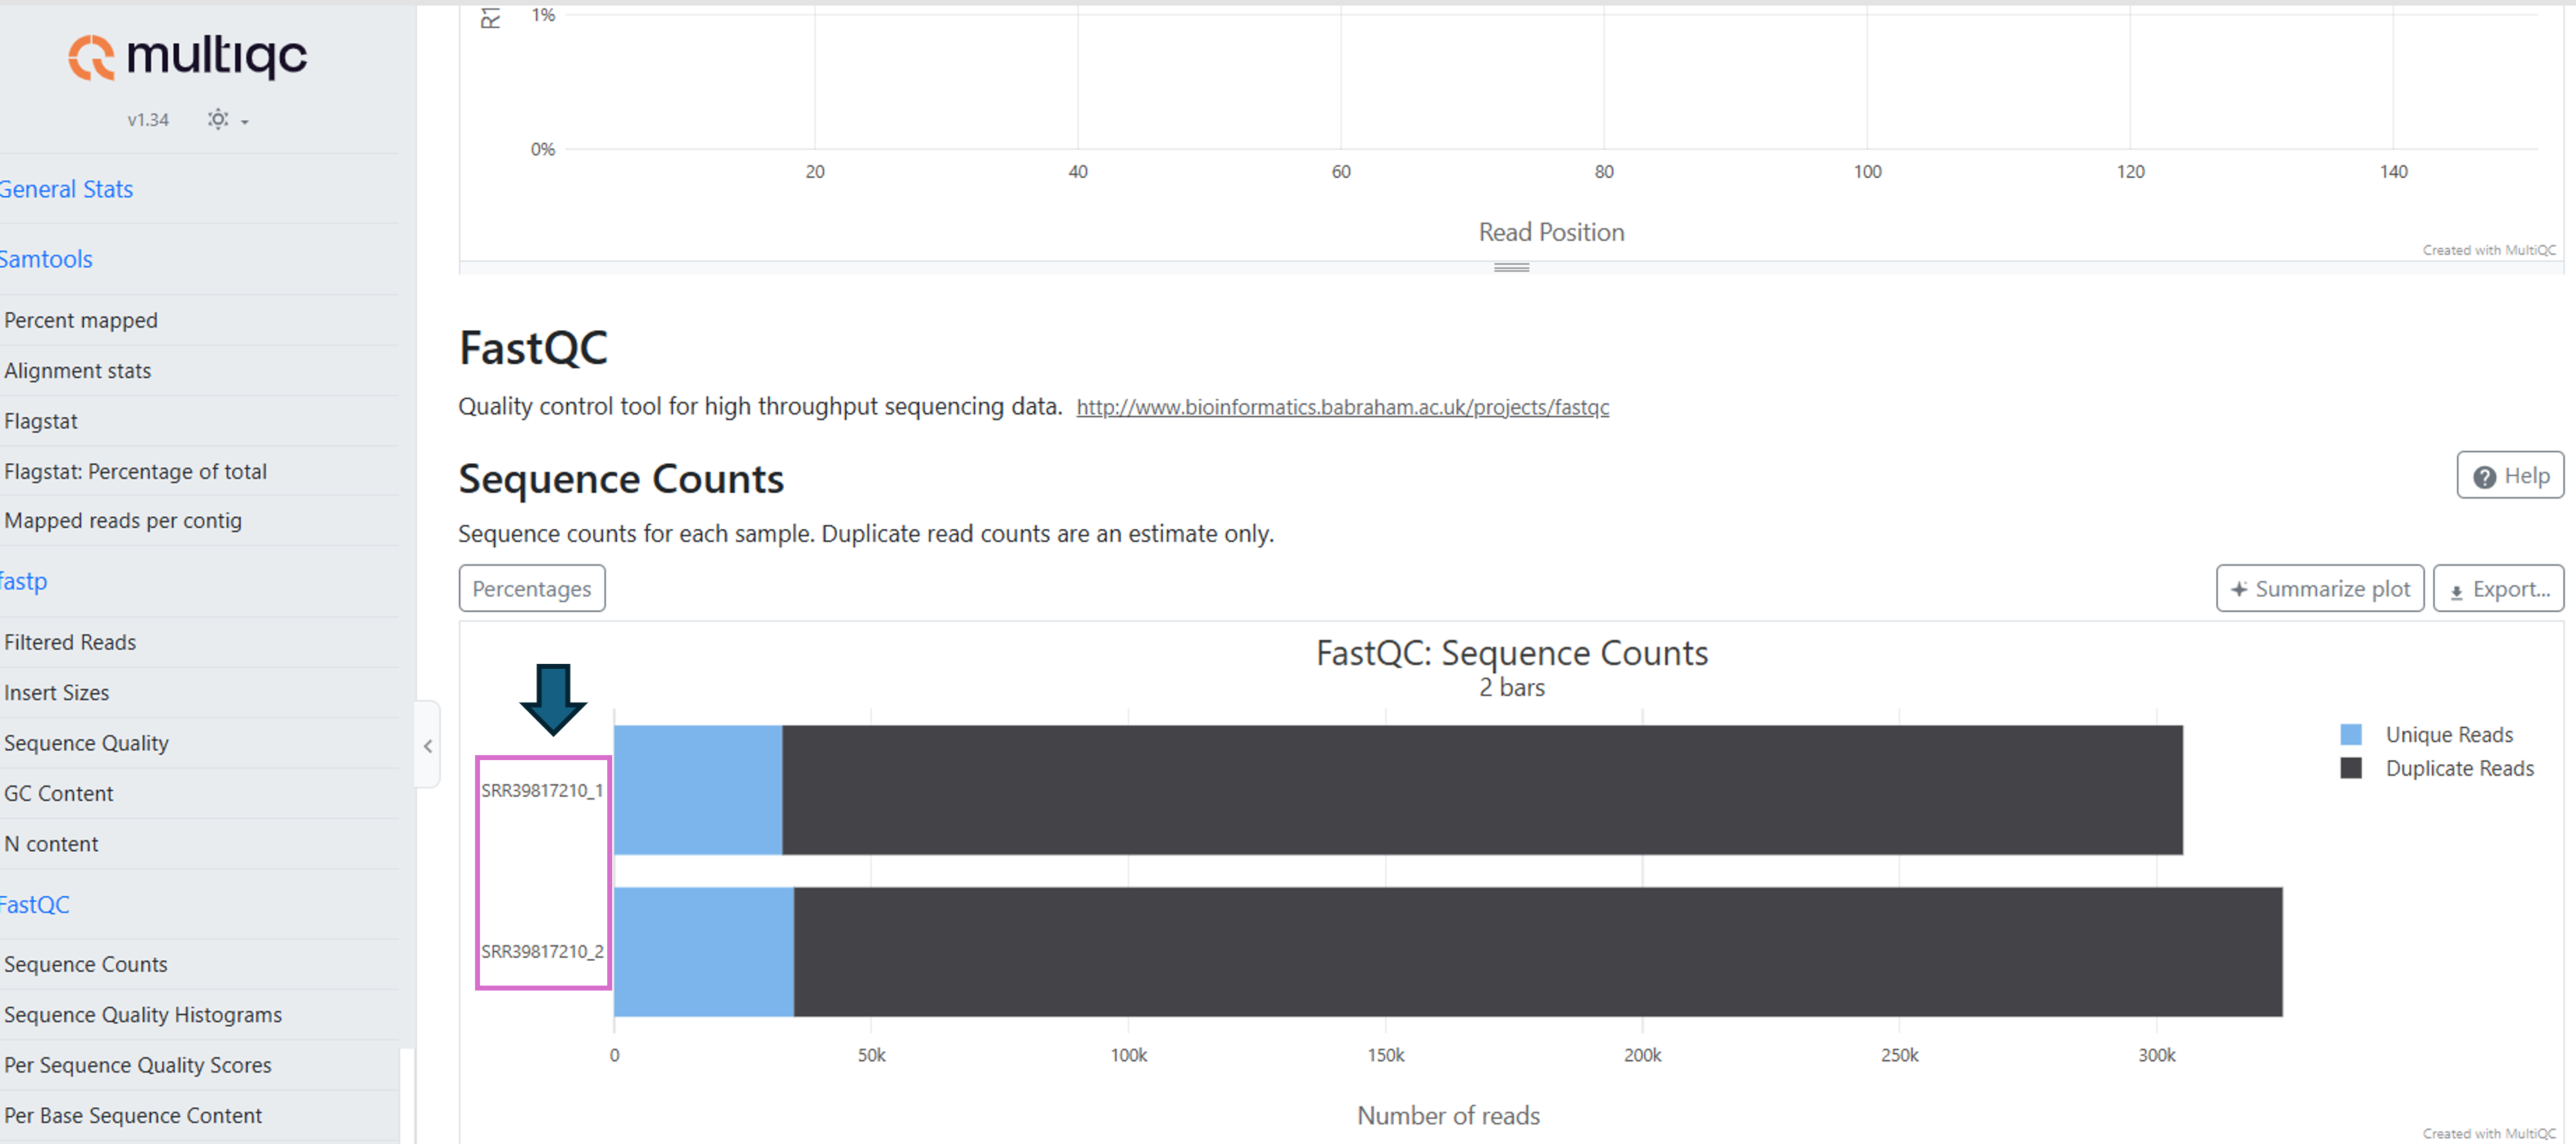 multiqc
v1.34
General Stats
Samtools
Percent mapped
Alignment stats
Flagstat
Flagstat: Percentage of total
Mapped reads per contig
fastp
Filtered Reads
Insert Sizes
Sequence Quality
GC Content
N content
FastQC
Sequence Counts
Sequence Quality Histograms
Per Sequence Quality Scores
Per Base Sequence Content
R1
1%
0%
20 40 60 80 100 120 140
Read Position
Created with MultiQC
FastQC
Quality control tool for high throughput sequencing data. http://www.bioinformatics.babraham.ac.uk/projects/fastqc
Sequence Counts
Help
Sequence counts for each sample. Duplicate read counts are an estimate only.
Percentages
Summarize plot
Export...
FastQC: Sequence Counts
2 bars
Unique Reads
Duplicate Reads
SRR39817210_1
SRR39817210_2
0 50k 100k 150k 200k 250k 300k
Number of reads
Created with MultiQC